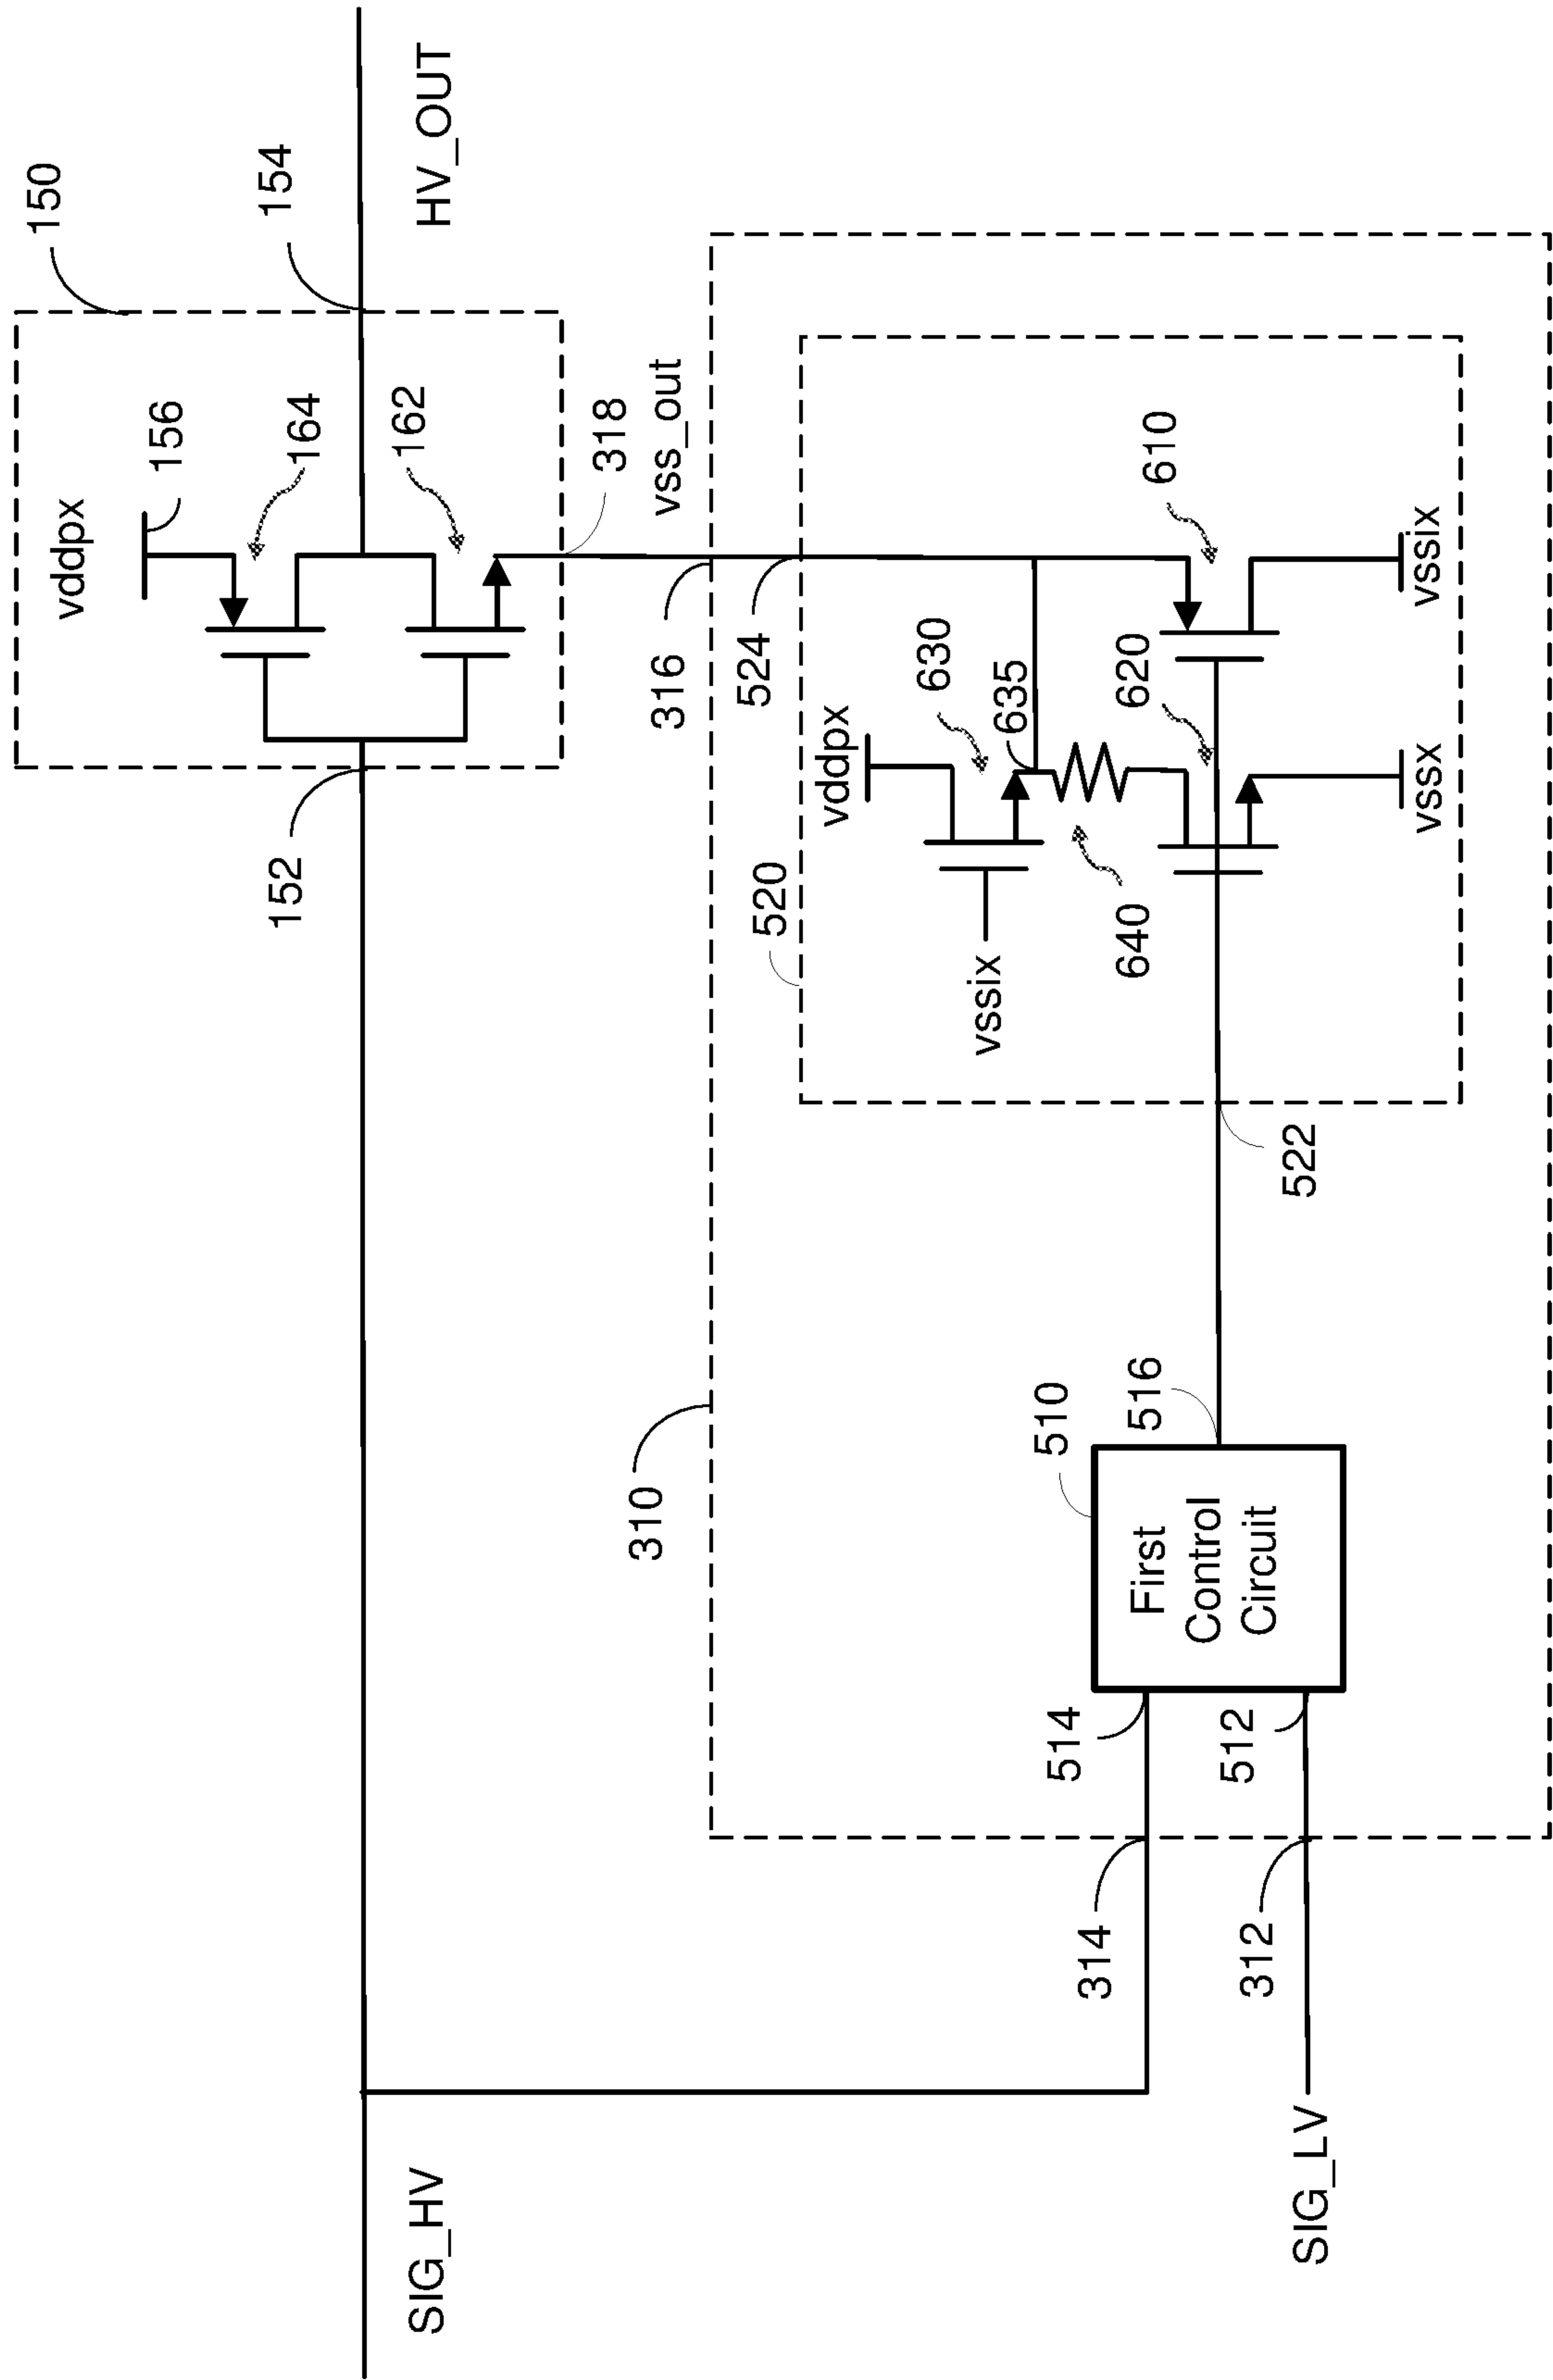 150
vddpx
156
164
162
154
HV_OUT
152
318
vss_out
SIG_HV
310
316
524
520
vddpx
630
635
vssix
640
620
610
vssx
vssix
522
516
510
First
Control
Circuit
514
512
314
312
SIG_LV